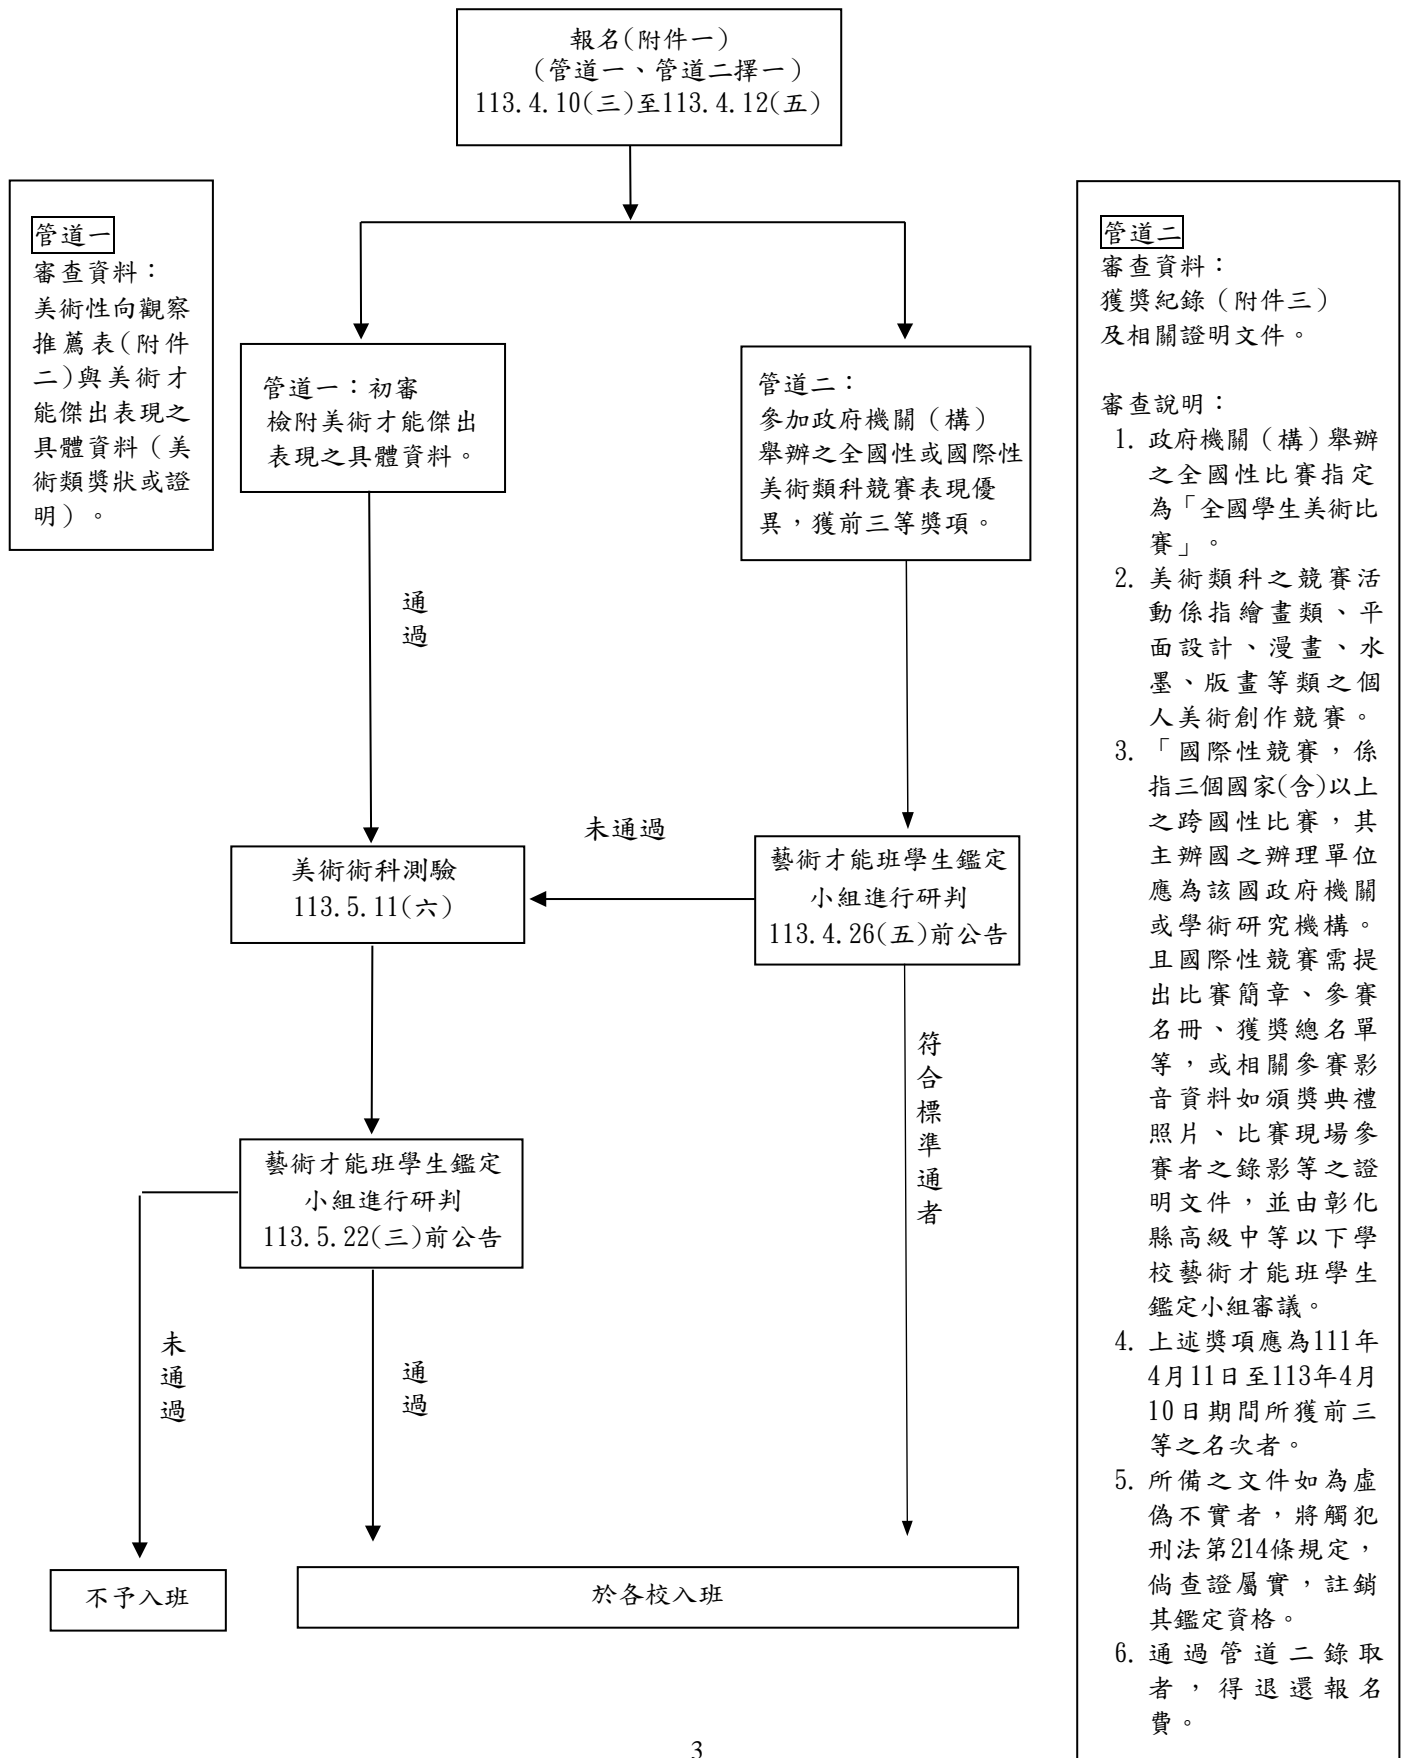 報名(附件一)
(管道一、管道二擇一)
113.4.10(三)至113.4.12(五)
管道一
審查資料：
美術性向觀察
推薦表(附件
二)與美術才
能傑出表現之
具體資料（美
術類獎狀或證
明）。
管道一：初審
檢附美術才能傑出
表現之具體資料。
管道二：
參加政府機關（構）
舉辦之全國性或國際性
美術類科競賽表現優
異，獲前三等獎項。
通
過
未通過
美術術科測驗
113.5.11(六)
藝術才能班學生鑑定
小組進行研判
113.4.26(五)前公告
符
合
標
準
通
者
藝術才能班學生鑑定
小組進行研判
113.5.22(三)前公告
未
通
過
通
過
不予入班
於各校入班
管道二
審查資料：
獲獎紀錄（附件三）
及相關證明文件。
審查說明：
1. 政府機關（構）舉辦
之全國性比賽指定
為「全國學生美術比
賽」。
2. 美術類科之競賽活
動係指繪畫類、平
面設計、漫畫、水
墨、版畫等類之個
人美術創作競賽。
3. 「國際性競賽，係
指三個國家(含)以上
之跨國性比賽，其
主辦國之辦理單位
應為該國政府機關
或學術研究機構。
且國際性競賽需提
出比賽簡章、參賽
名冊、獲獎總名單
等，或相關參賽影
音資料如頒獎典禮
照片、比賽現場參
賽者之錄影等之證
明文件，並由彰化
縣高級中等以下學
校藝術才能班學生
鑑定小組審議。
4. 上述獎項應為111年
4月11日至113年4月
10日期間所獲前三
等之名次者。
5. 所備之文件如為虛
偽不實者，將觸犯
刑法第214條規定，
倘查證屬實，註銷
其鑑定資格。
6. 通過管道二錄取
者，得退還報名
費。
3